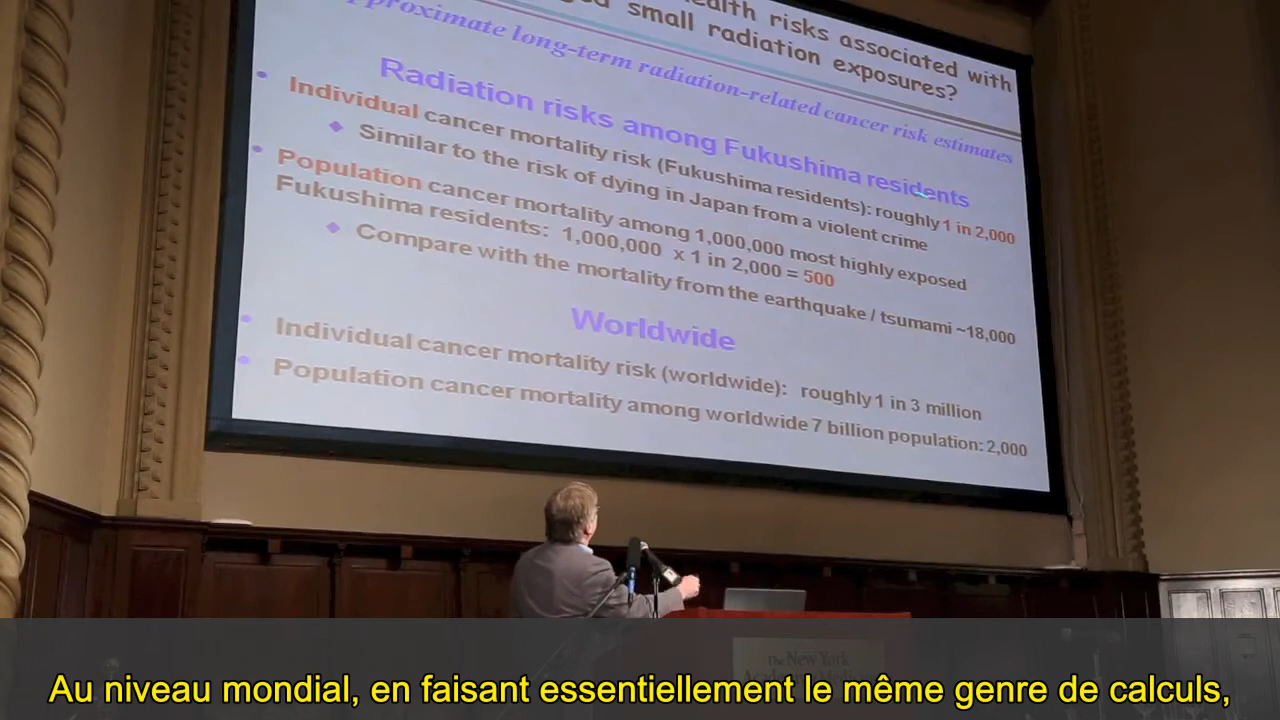 health risks associated with
small radiation exposures?
approximate long-term radiation-related cancer risk estimates
Radiation risks among Fukushima residents
• Individual cancer mortality risk (Fukushima residents): roughly 1 in 2,000
◆ Similar to the risk of dying in Japan from a violent crime
• Population cancer mortality among 1,000,000 most highly exposed
Fukushima residents: 1,000,000 x 1 in 2,000 = 500
◆ Compare with the mortality from the earthquake / tsunami ~18,000
Worldwide
• Individual cancer mortality risk (worldwide): roughly 1 in 3 million
• Population cancer mortality among worldwide 7 billion population: 2,000
The New York
Au niveau mondial, en faisant essentiellement le même genre de calculs,